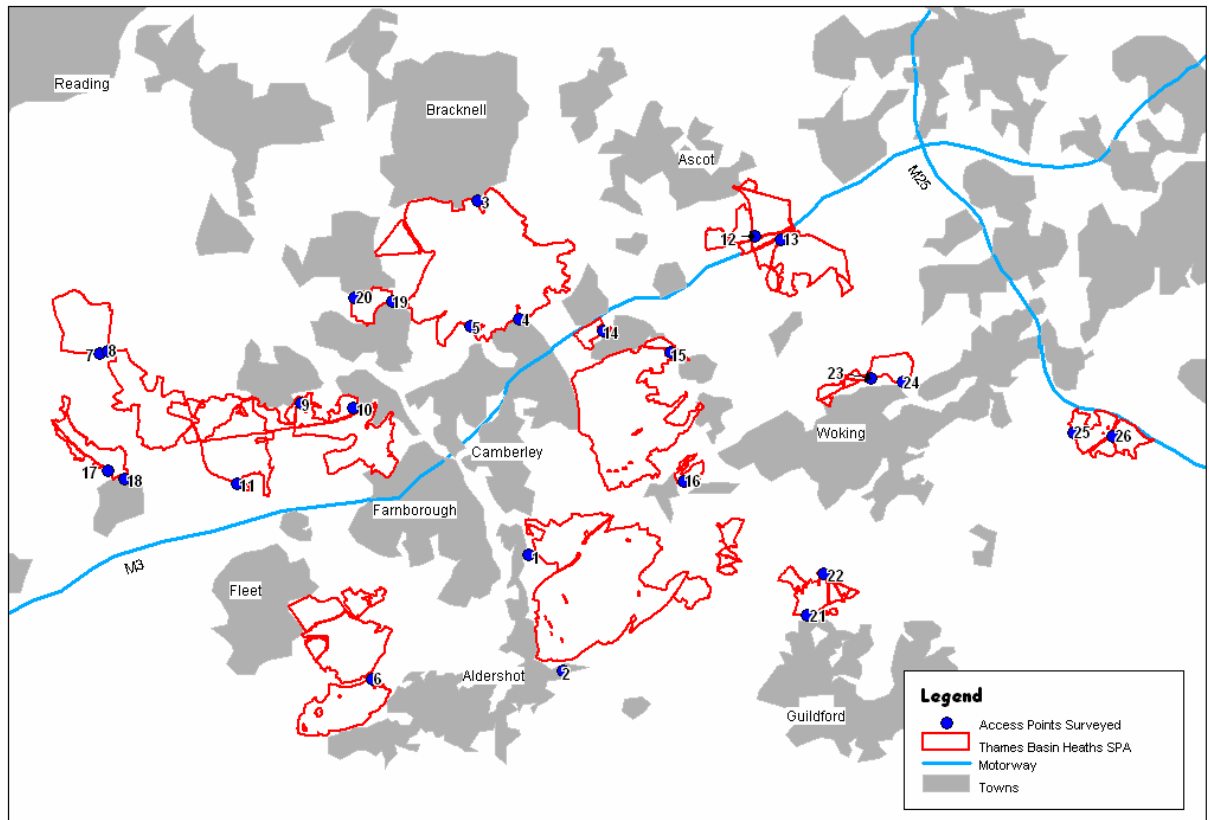 Reading
Bracknell
Ascot
M25
3
12
13
20
19
4
5
14
7
8
15
23
24
9
10
Woking
25
26
Camberley
17
18
11
16
Farnborough
1
M3
22
Fleet
21
6
Aldershot
2
Guildford
Legend
Access Points Surveyed
Thames Basin Heaths SPA
Motorway
Towns